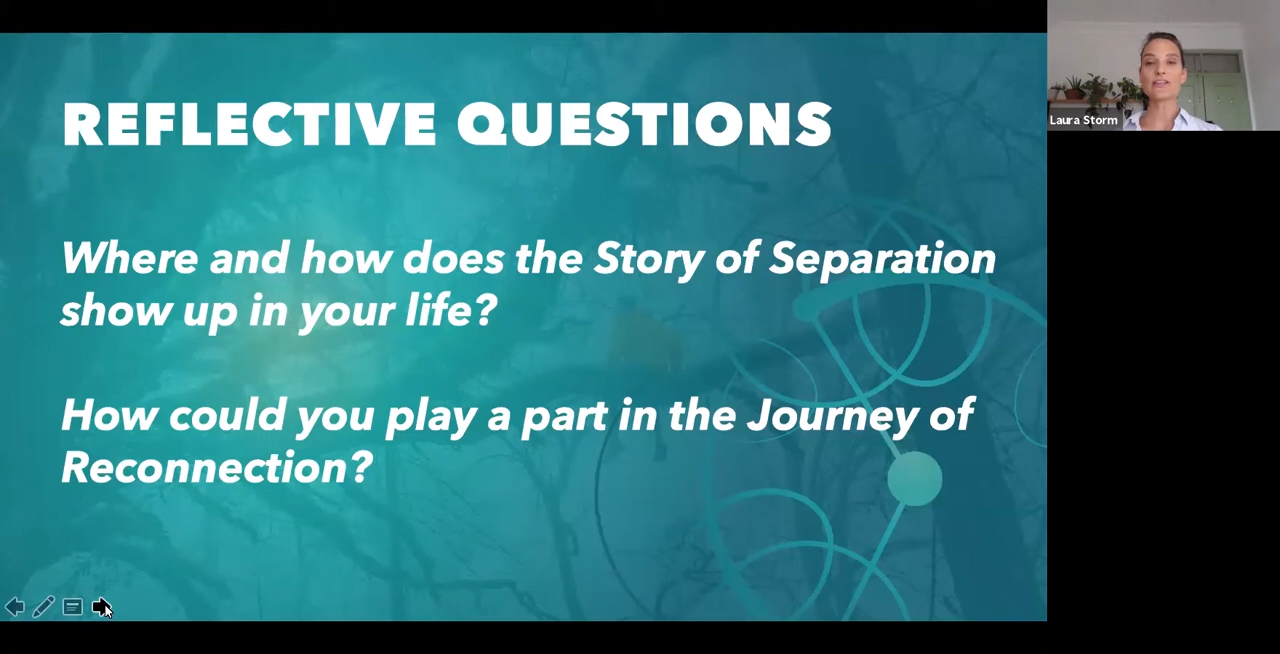 REFLECTIVE QUESTIONS
Where and how does the Story of Separation
show up in your life?
How could you play a part in the Journey of
Reconnection?
Laura Storm